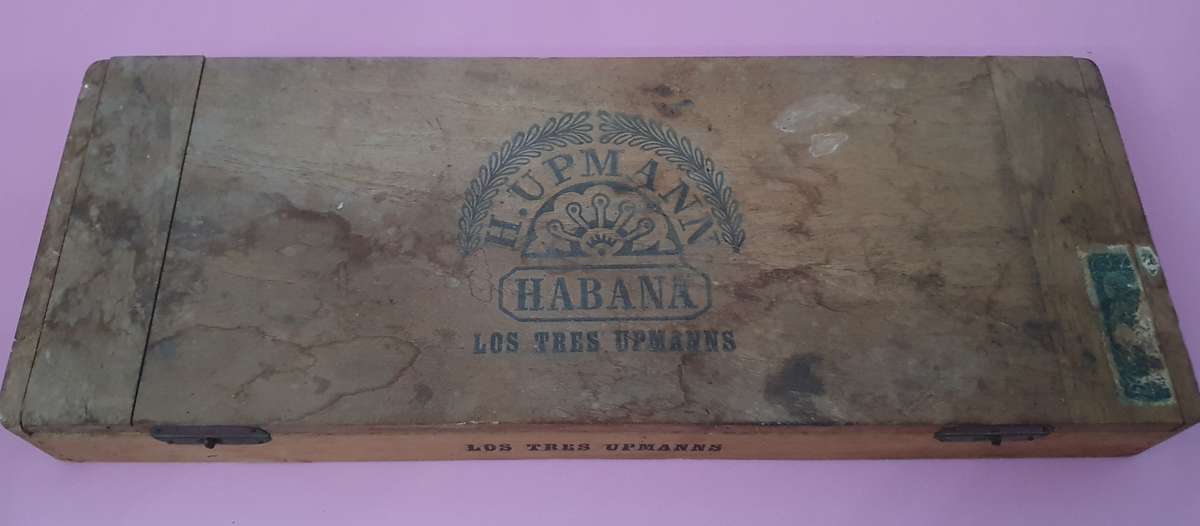 H. UPMANN
HABANA
LOS TRES UPMANNS
LOS TRES UPMANNS